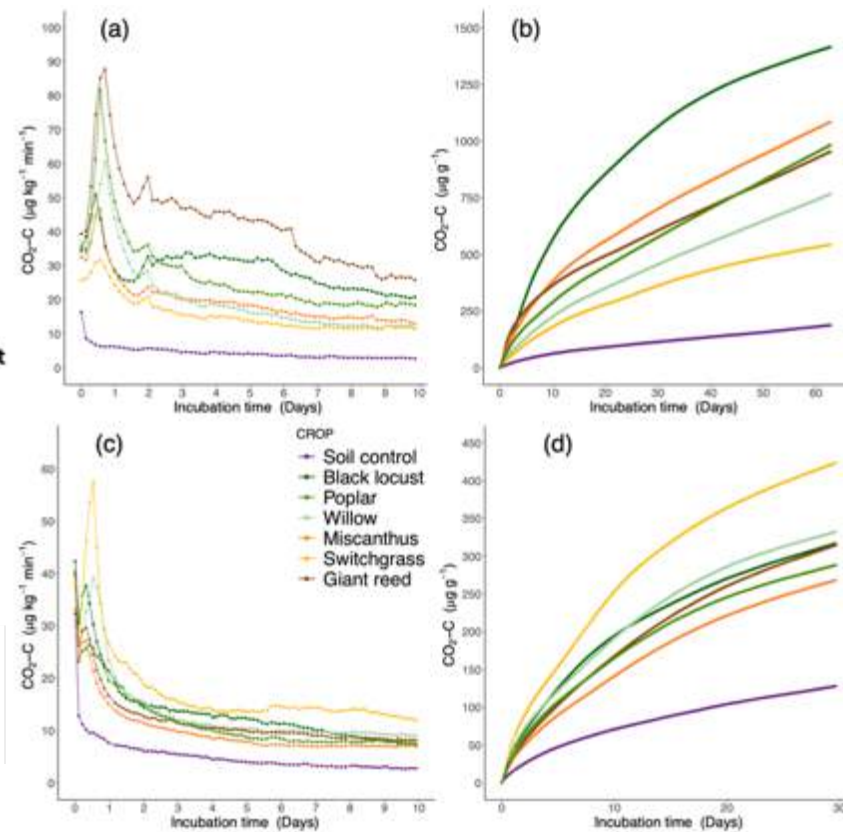 (a)
100
90
80
70
60
50
40
30
20
10
0
CO₂–C (µg kg⁻¹ min⁻¹)
0 1 2 3 4 5 6 7 8 9 10
Incubation time (Days)
(b)
1500
1250
1000
750
500
250
0
CO₂–C (µg g⁻¹)
0 10 20 30 40 50 60
Incubation time (Days)
t
(c)
60
50
40
30
20
10
0
CO₂–C (µg kg⁻¹ min⁻¹)
0 1 2 3 4 5 6 7 8 9 10
Incubation time (Days)
CROP
Soil control
Black locust
Poplar
Willow
Miscanthus
Switchgrass
Giant reed
(d)
450
400
350
300
250
200
150
100
50
0
CO₂–C (µg g⁻¹)
0 10 20 30
Incubation time (Days)